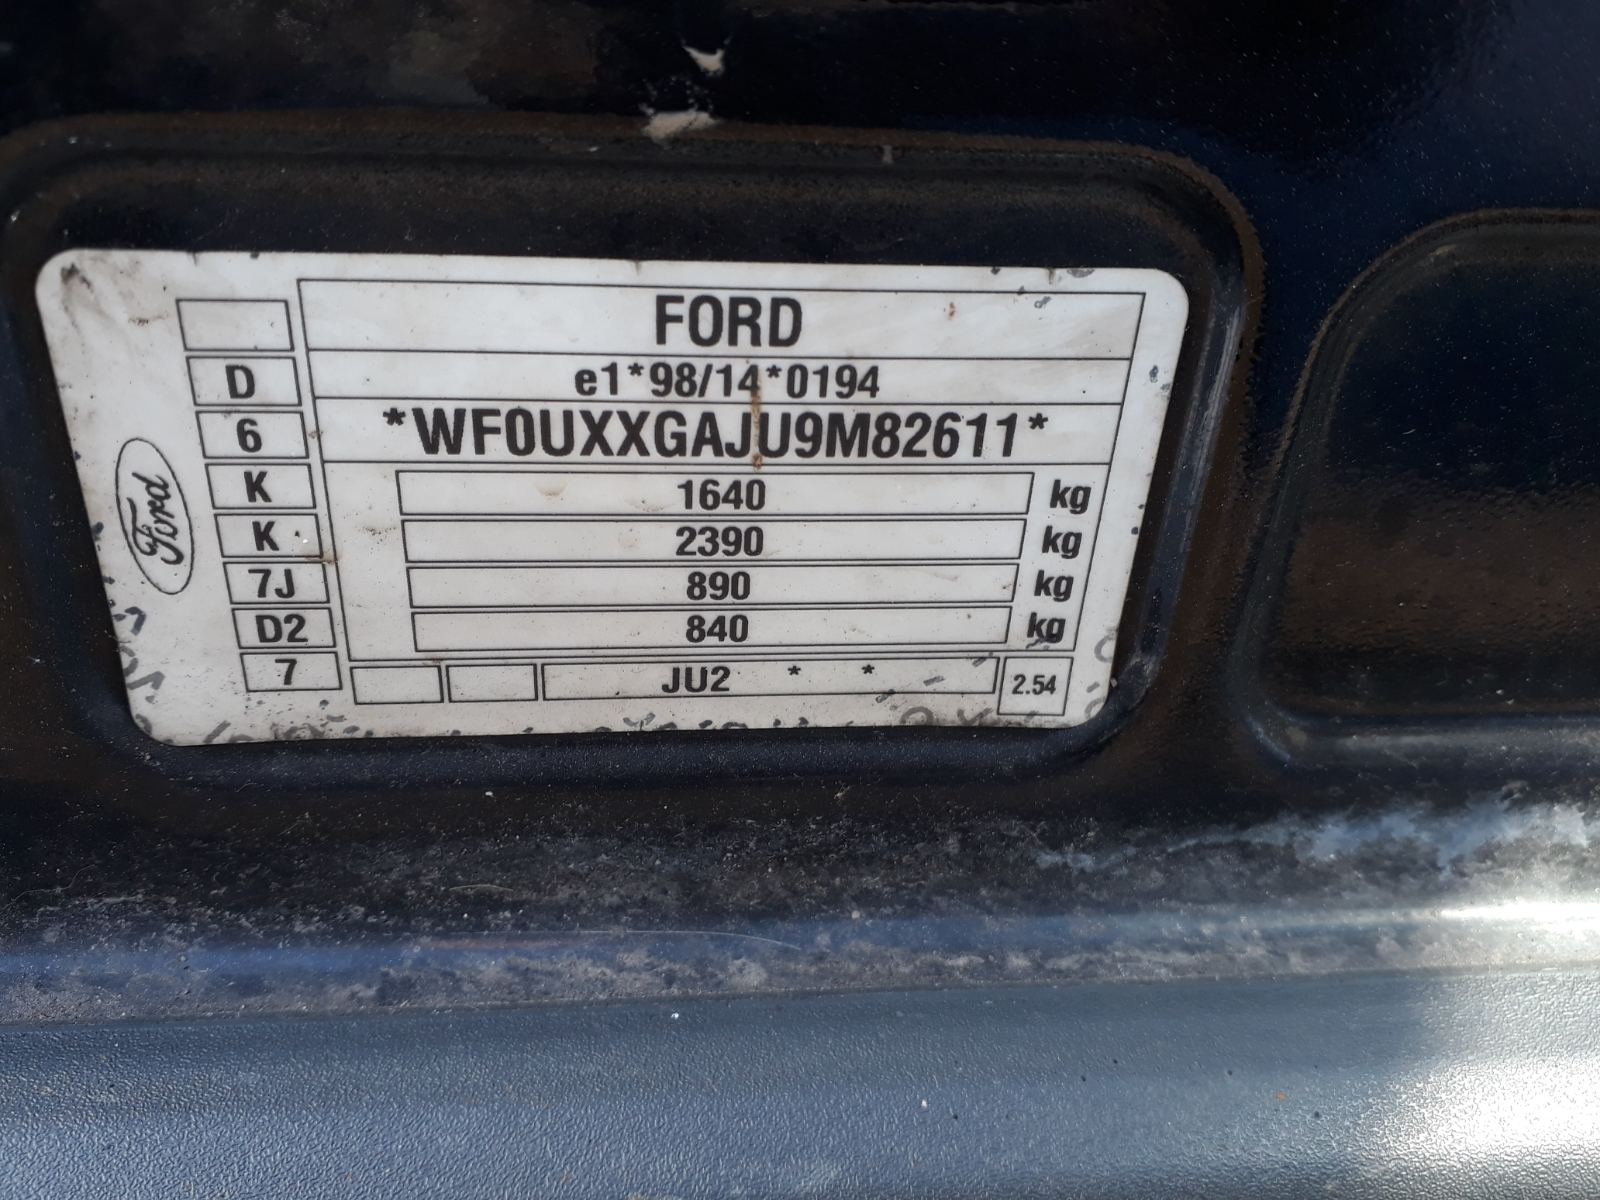 FORD
D e1*98/14*0194
6 *WF0UXXGAJU9M82611*
K 1640 kg
K 2390 kg
7J 890 kg
D2 840 kg
7 JU2 * * 2.54
Ford